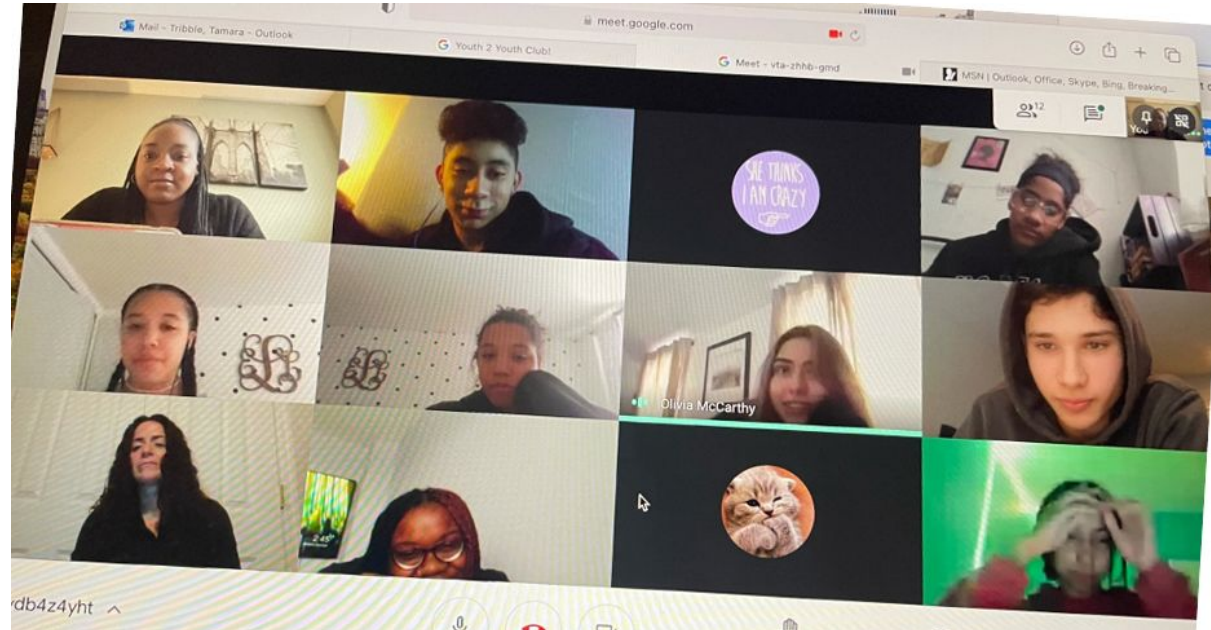 meet.google.com
Mail - Tribble, Tamara - Outlook
Youth 2 Youth Club!
Meet - vta-zhhb-gmd
MSN | Outlook, Office, Skype, Bing, Breaking...
12
You
SHE THINKS
I AM CRAZY
Olivia McCarthy
2:45
db4z4yht